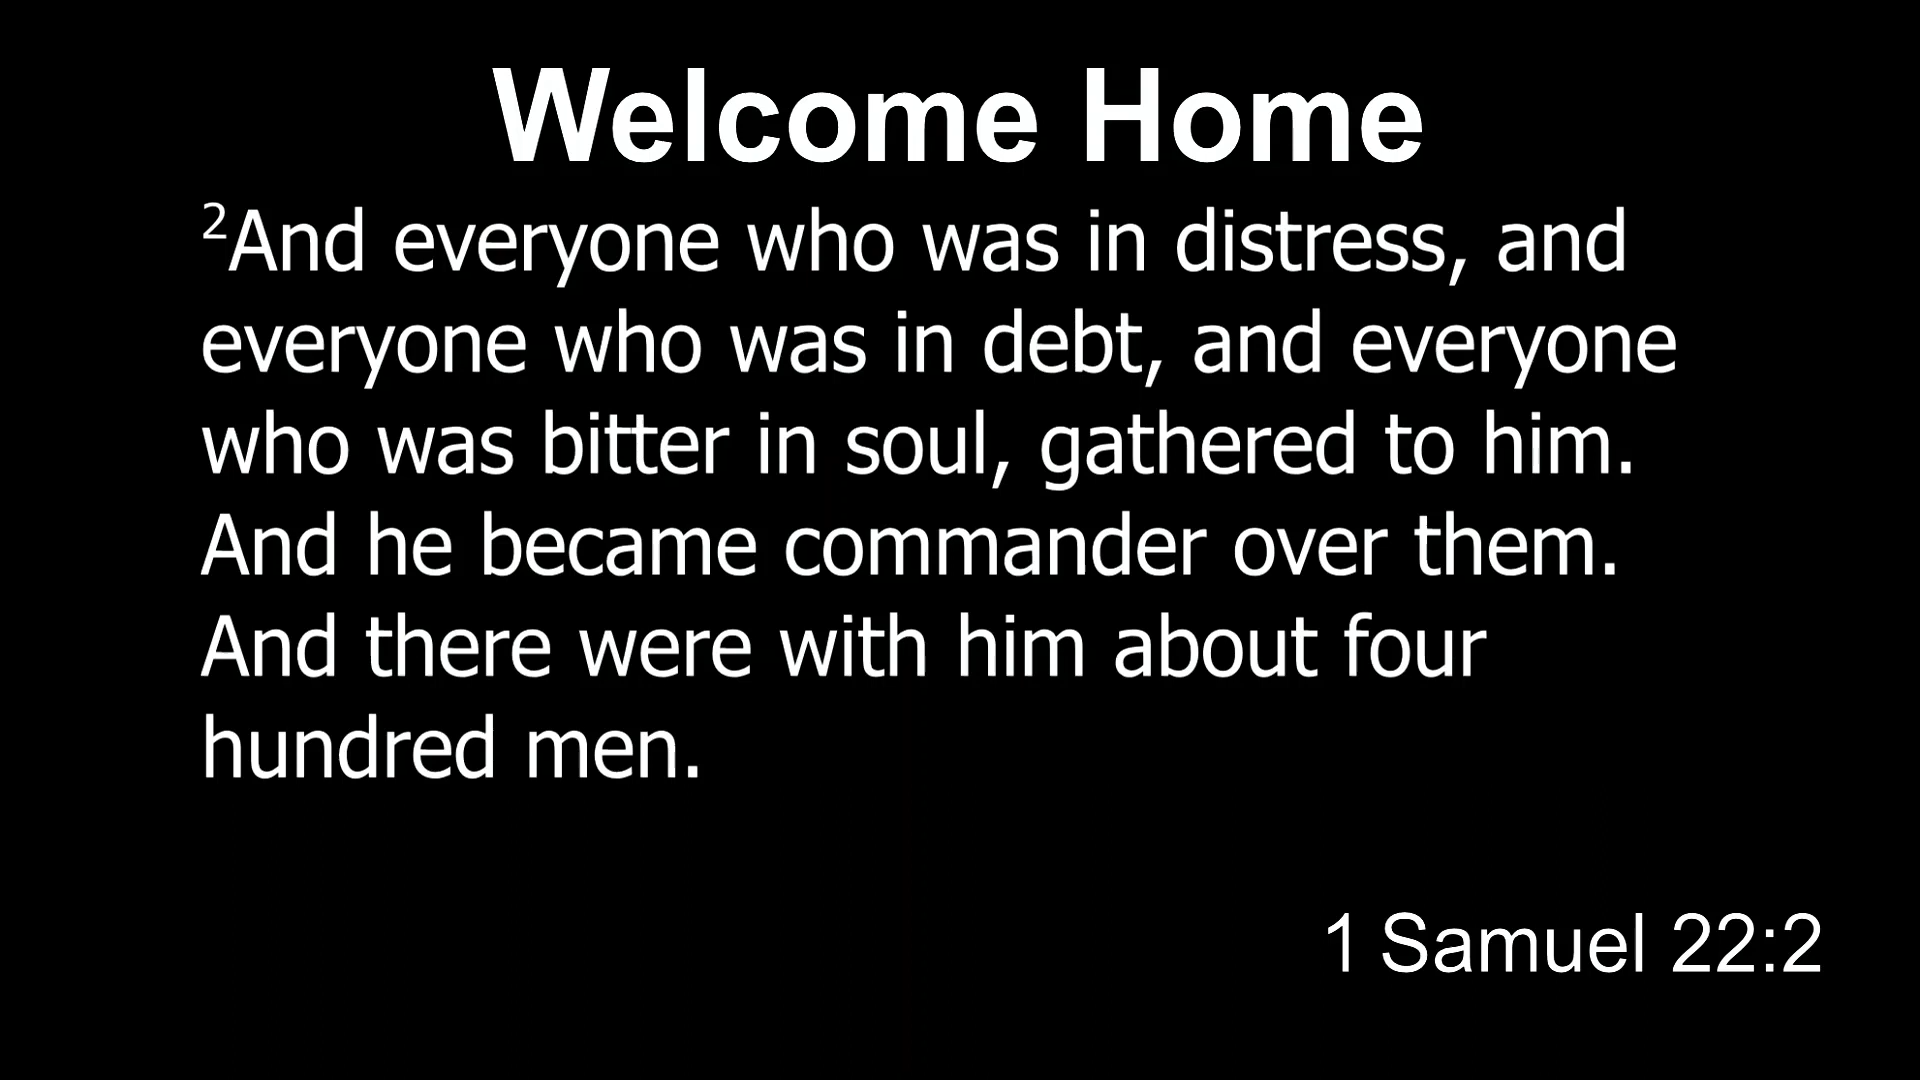 Welcome Home
²And everyone who was in distress, and
everyone who was in debt, and everyone
who was bitter in soul, gathered to him.
And he became commander over them.
And there were with him about four
hundred men.
1 Samuel 22:2